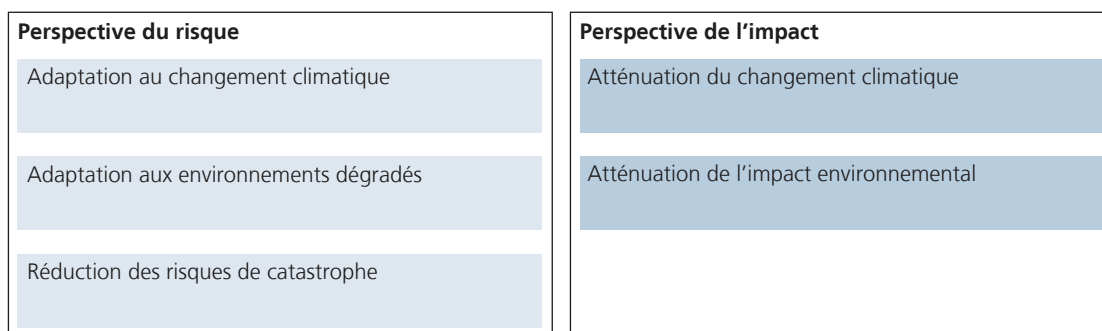 Perspective du risque
Adaptation au changement climatique
Adaptation aux environnements dégradés
Réduction des risques de catastrophe
Perspective de l’impact
Atténuation du changement climatique
Atténuation de l’impact environnemental